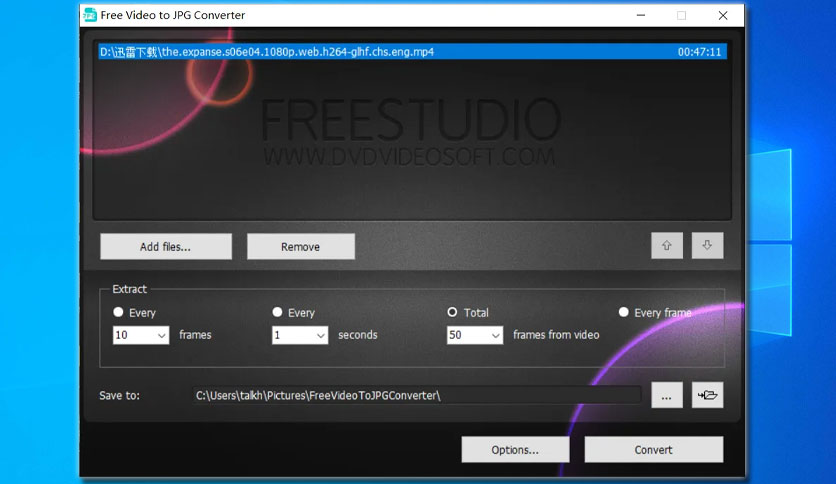 Free Video to JPG Converter
D:\迅雷下载\the.expanse.s06e04.1080p.web.h264-glhf.chs.eng.mp4 00:47:11
FREESTUDIO
WWW.DVDVIDEOSOFT.COM
Add files... Remove
Extract
Every Every Total Every frame
10 frames 1 seconds 50 frames from video
Save to: C:\Users\talkh\Pictures\FreeVideoToJPGConverter\ ...
Options... Convert